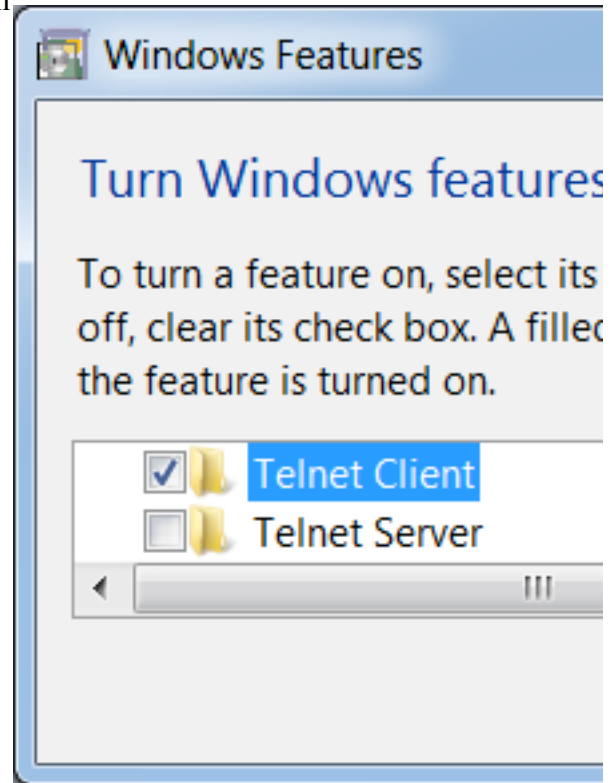 Windows Features
Turn Windows features
To turn a feature on, select its
off, clear its check box. A filled
the feature is turned on.
Telnet Client
Telnet Server